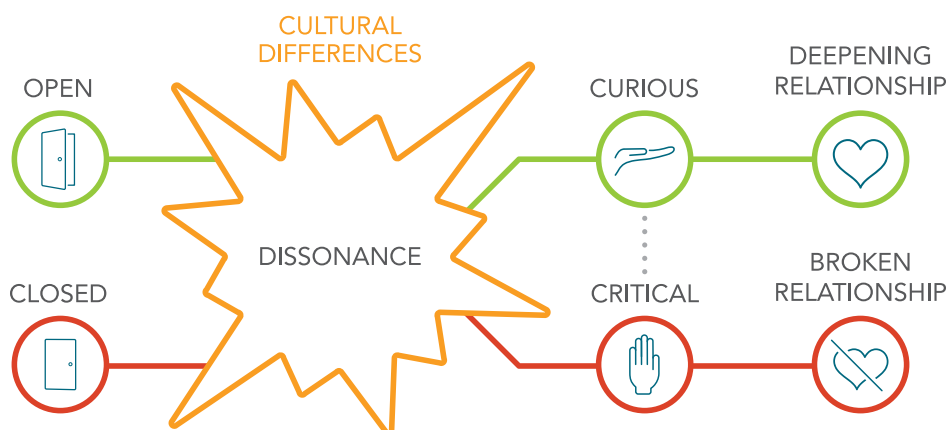 CULTURAL
DIFFERENCES
OPEN
CURIOUS
DEEPENING
RELATIONSHIP
DISSONANCE
CLOSED
CRITICAL
BROKEN
RELATIONSHIP